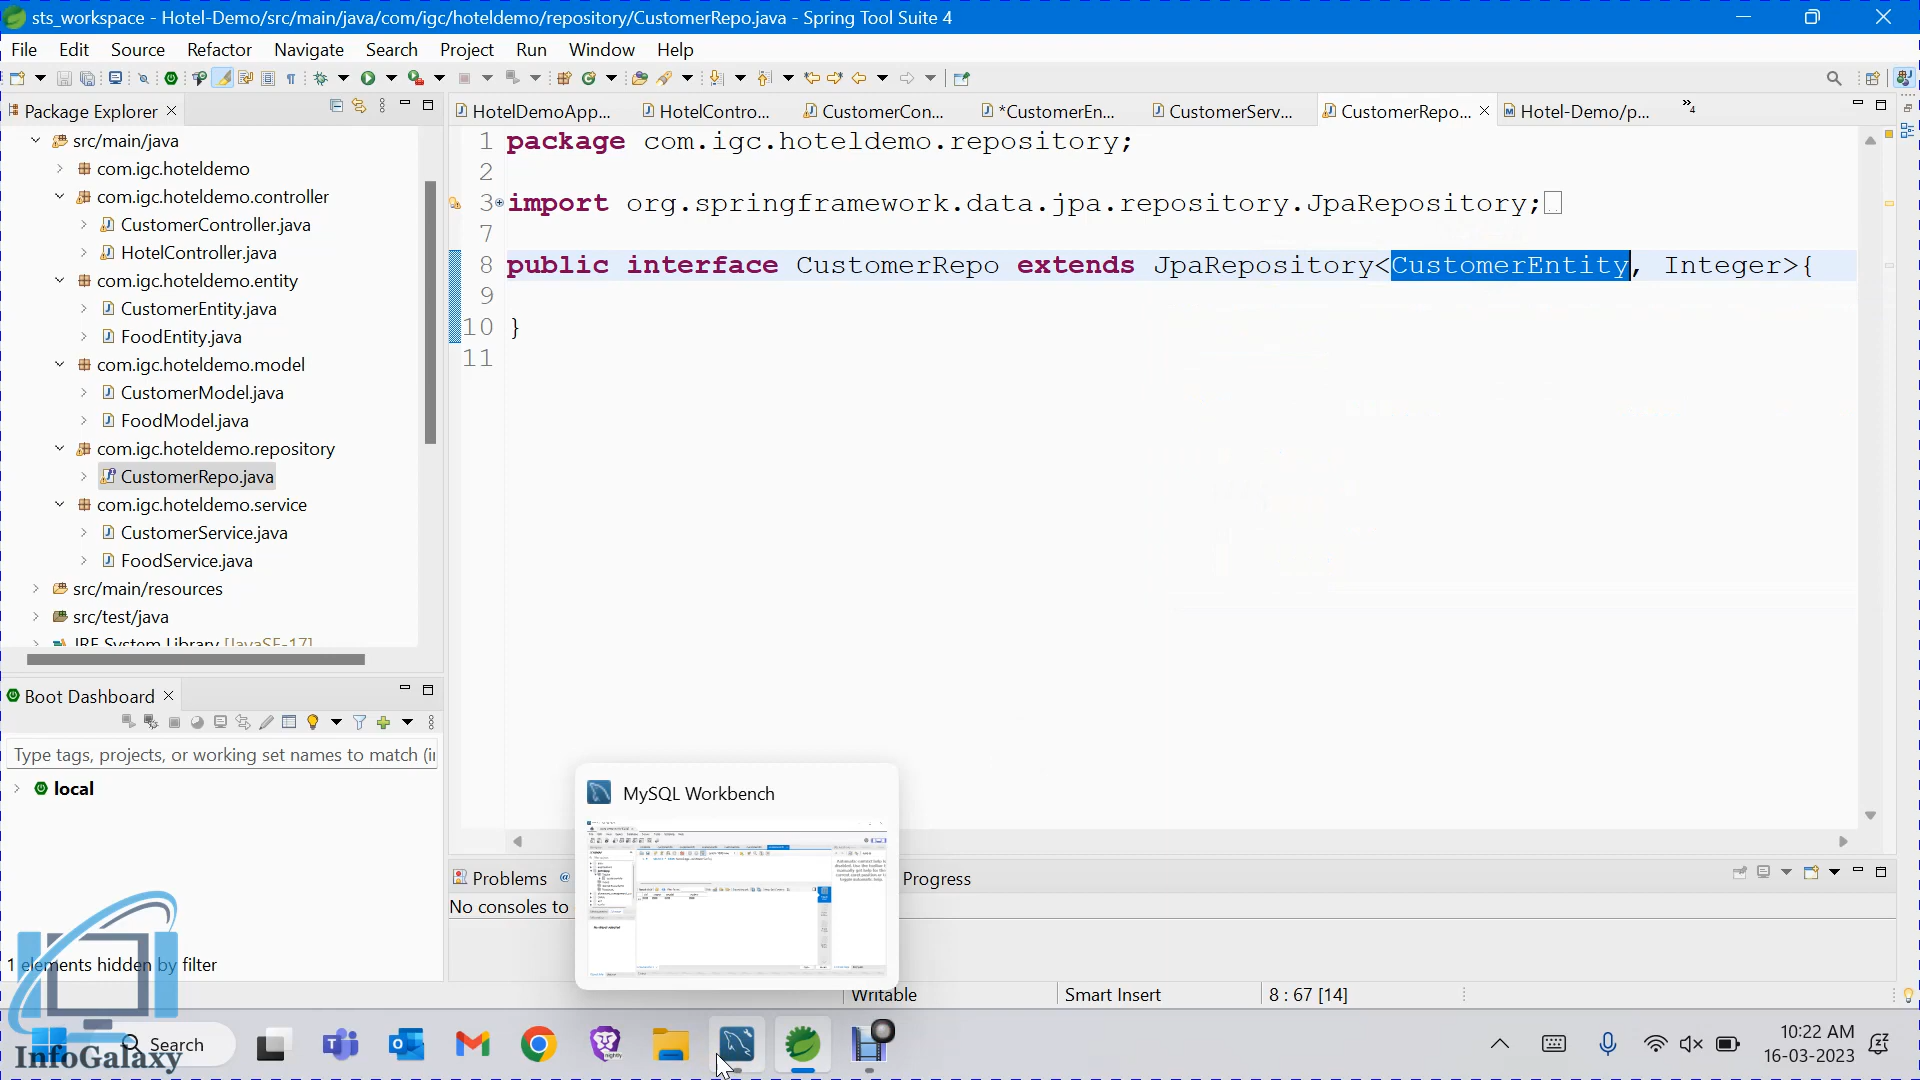 sts_workspace - Hotel-Demo/src/main/java/com/igc/hoteldemo/repository/CustomerRepo.java - Spring Tool Suite 4
File Edit Source Refactor Navigate Search Project Run Window Help
Package Explorer
HotelDemoApp... HotelContro... CustomerCon... *CustomerEn... CustomerServ... CustomerRepo... Hotel-Demo/p... »4
src/main/java
com.igc.hoteldemo
com.igc.hoteldemo.controller
CustomerController.java
HotelController.java
com.igc.hoteldemo.entity
CustomerEntity.java
FoodEntity.java
com.igc.hoteldemo.model
CustomerModel.java
FoodModel.java
com.igc.hoteldemo.repository
CustomerRepo.java
com.igc.hoteldemo.service
CustomerService.java
FoodService.java
src/main/resources
src/test/java
JRE System Library [JavaSE-17]
1 package com.igc.hoteldemo.repository;
2
3 import org.springframework.data.jpa.repository.JpaRepository;
7
8 public interface CustomerRepo extends JpaRepository<CustomerEntity, Integer>{
9
10 }
11
Boot Dashboard
Type tags, projects, or working set names to match (i
local
1 elements hidden by filter
MySQL Workbench
Problems @ Progress
No consoles to
Writable Smart Insert 8 : 67 [14]
InfoGalaxy
Search
nightly
10:22 AM
16-03-2023